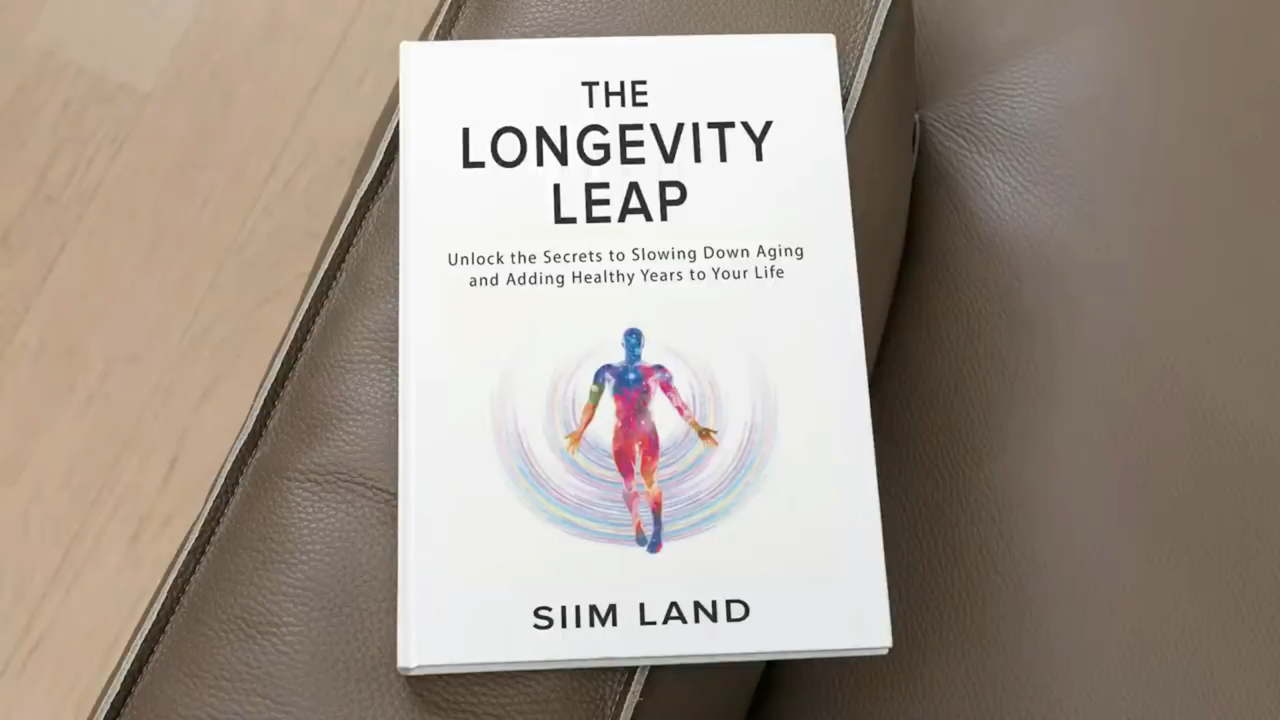 THE
LONGEVITY
LEAP
Unlock the Secrets to Slowing Down Aging
and Adding Healthy Years to Your Life
SIIM LAND